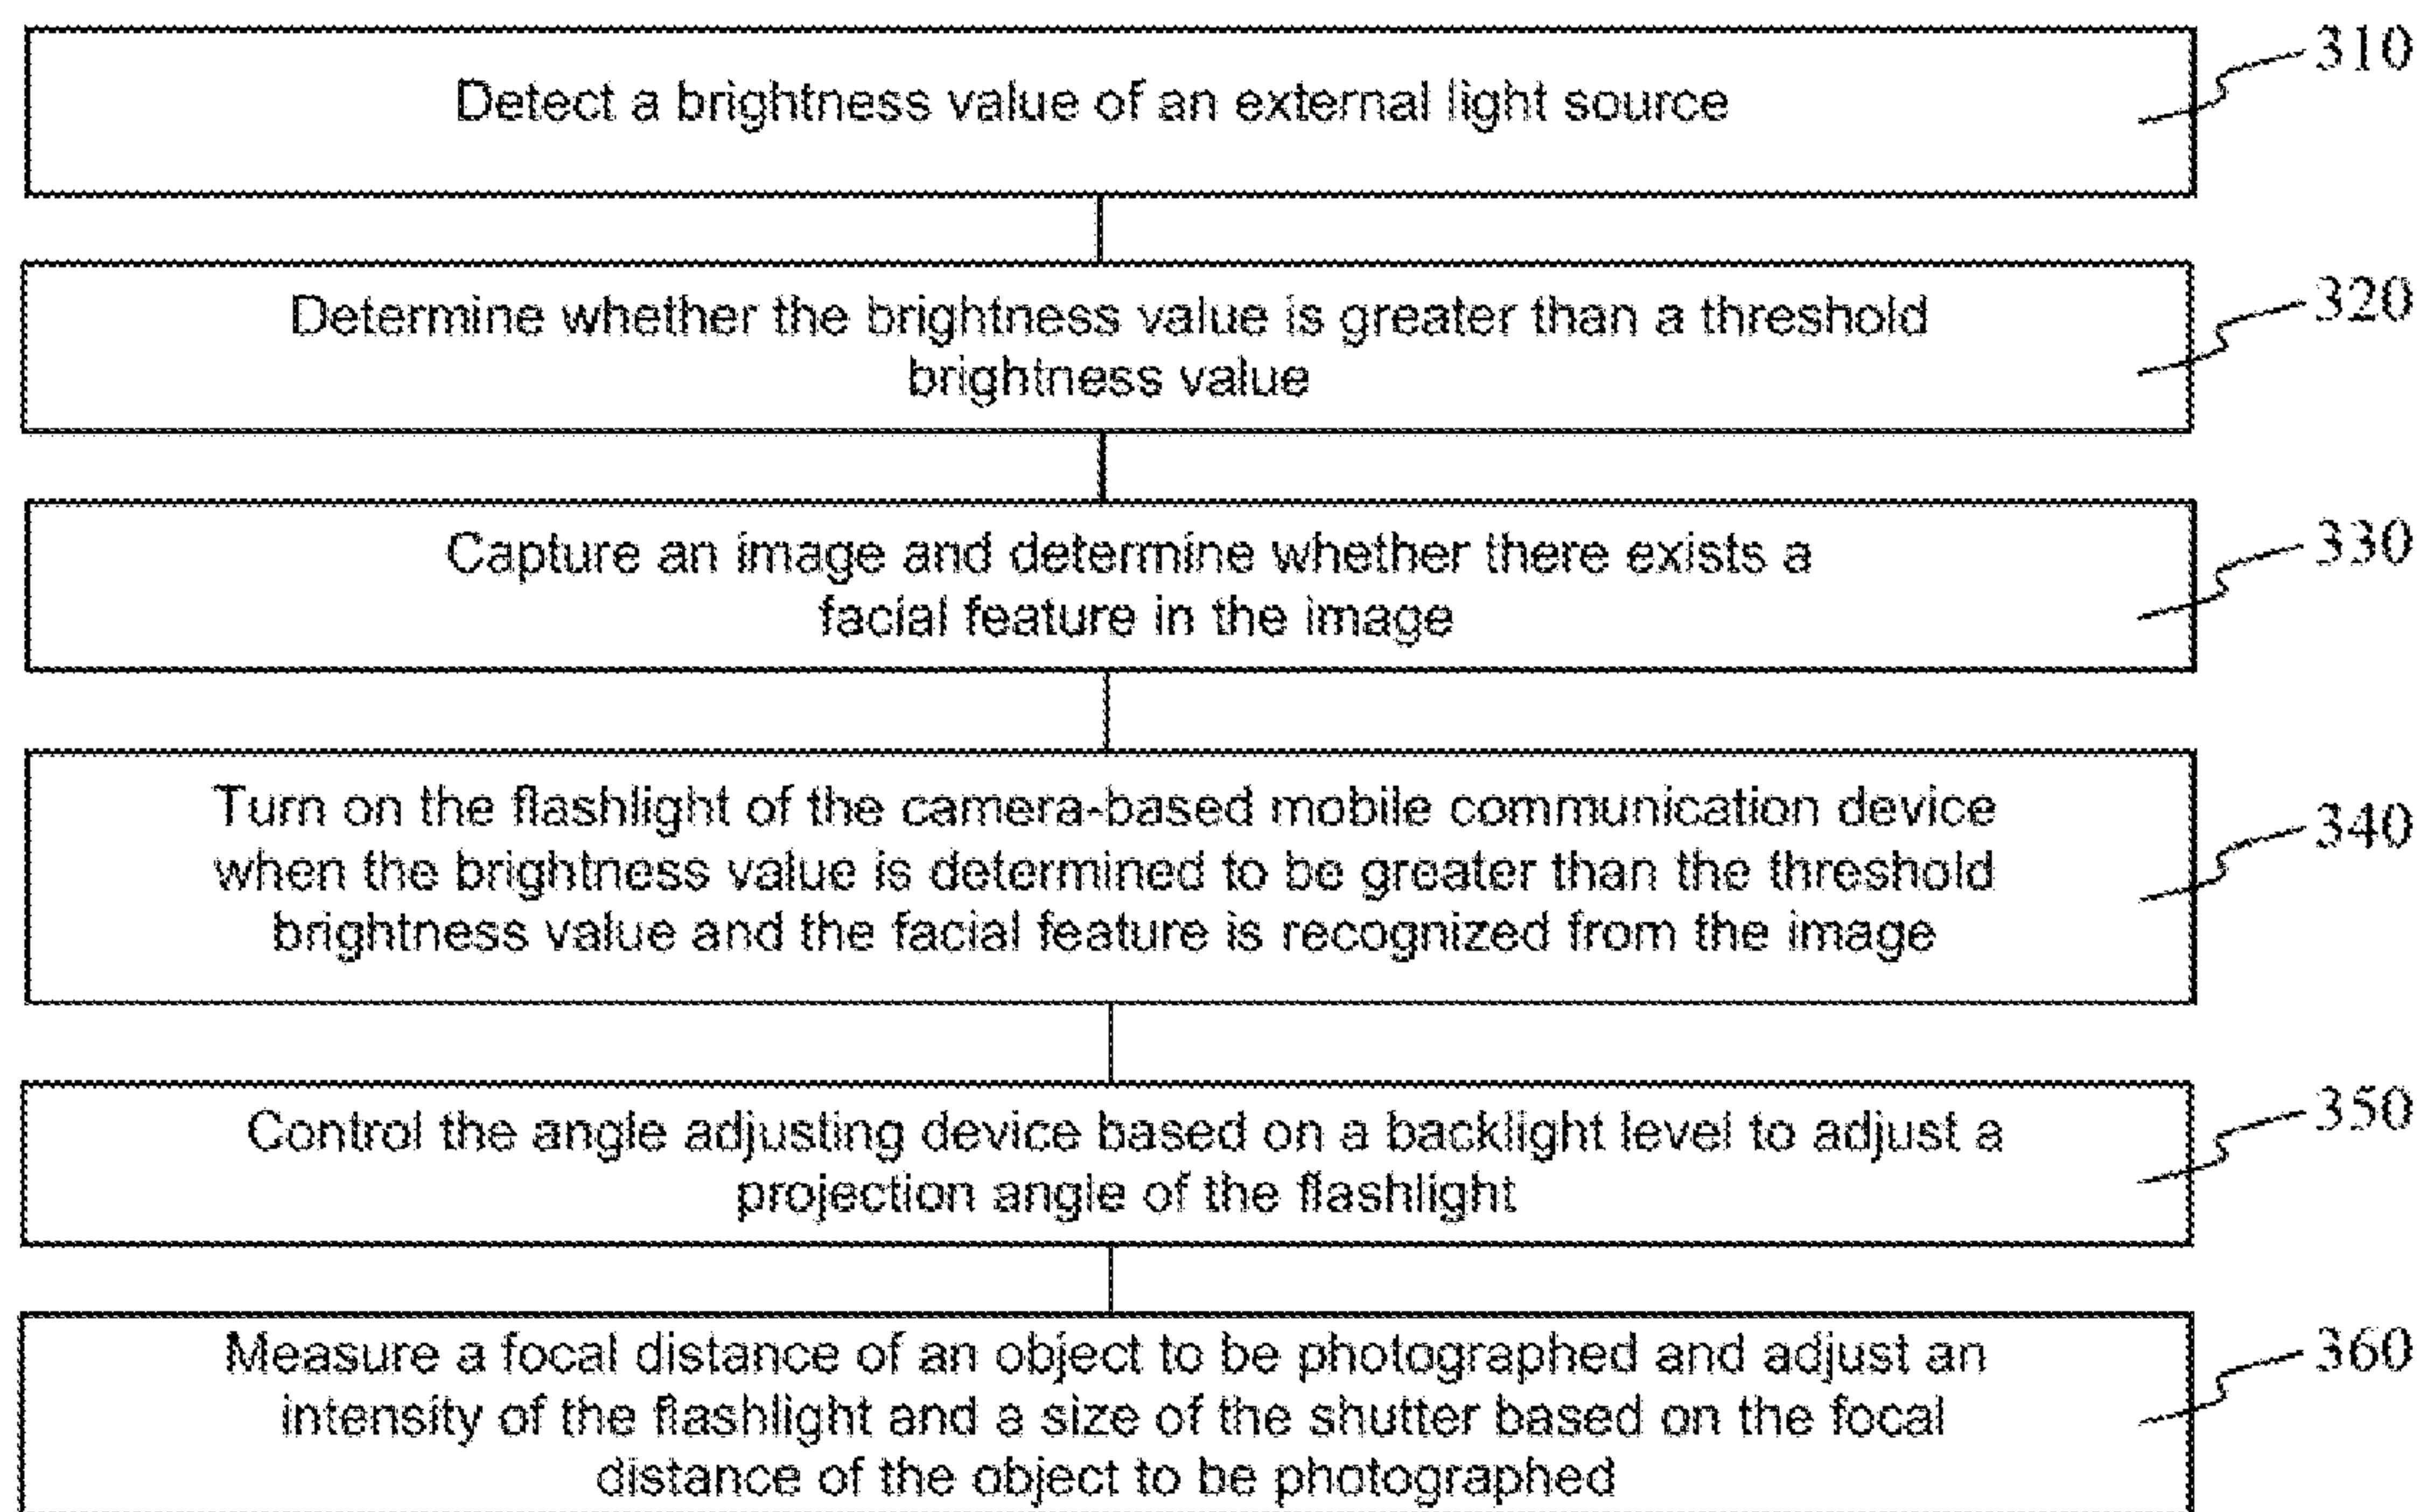 Detect a brightness value of an external light source
310
Determine whether the brightness value is greater than a threshold
brightness value
320
Capture an image and determine whether there exists a
facial feature in the image
330
Turn on the flashlight of the camera-based mobile communication device
when the brightness value is determined to be greater than the threshold
brightness value and the facial feature is recognized from the image
340
Control the angle adjusting device based on a backlight level to adjust a
projection angle of the flashlight
350
Measure a focal distance of an object to be photographed and adjust an
intensity of the flashlight and a size of the shutter based on the focal
distance of the object to be photographed
360